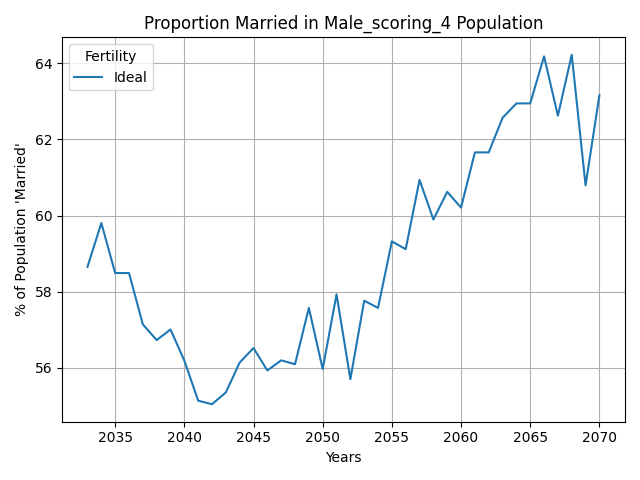 Proportion Married in Male_scoring_4 Population
Fertility
Ideal
% of Population 'Married'
64
62
60
58
56
2035 2040 2045 2050 2055 2060 2065 2070
Years